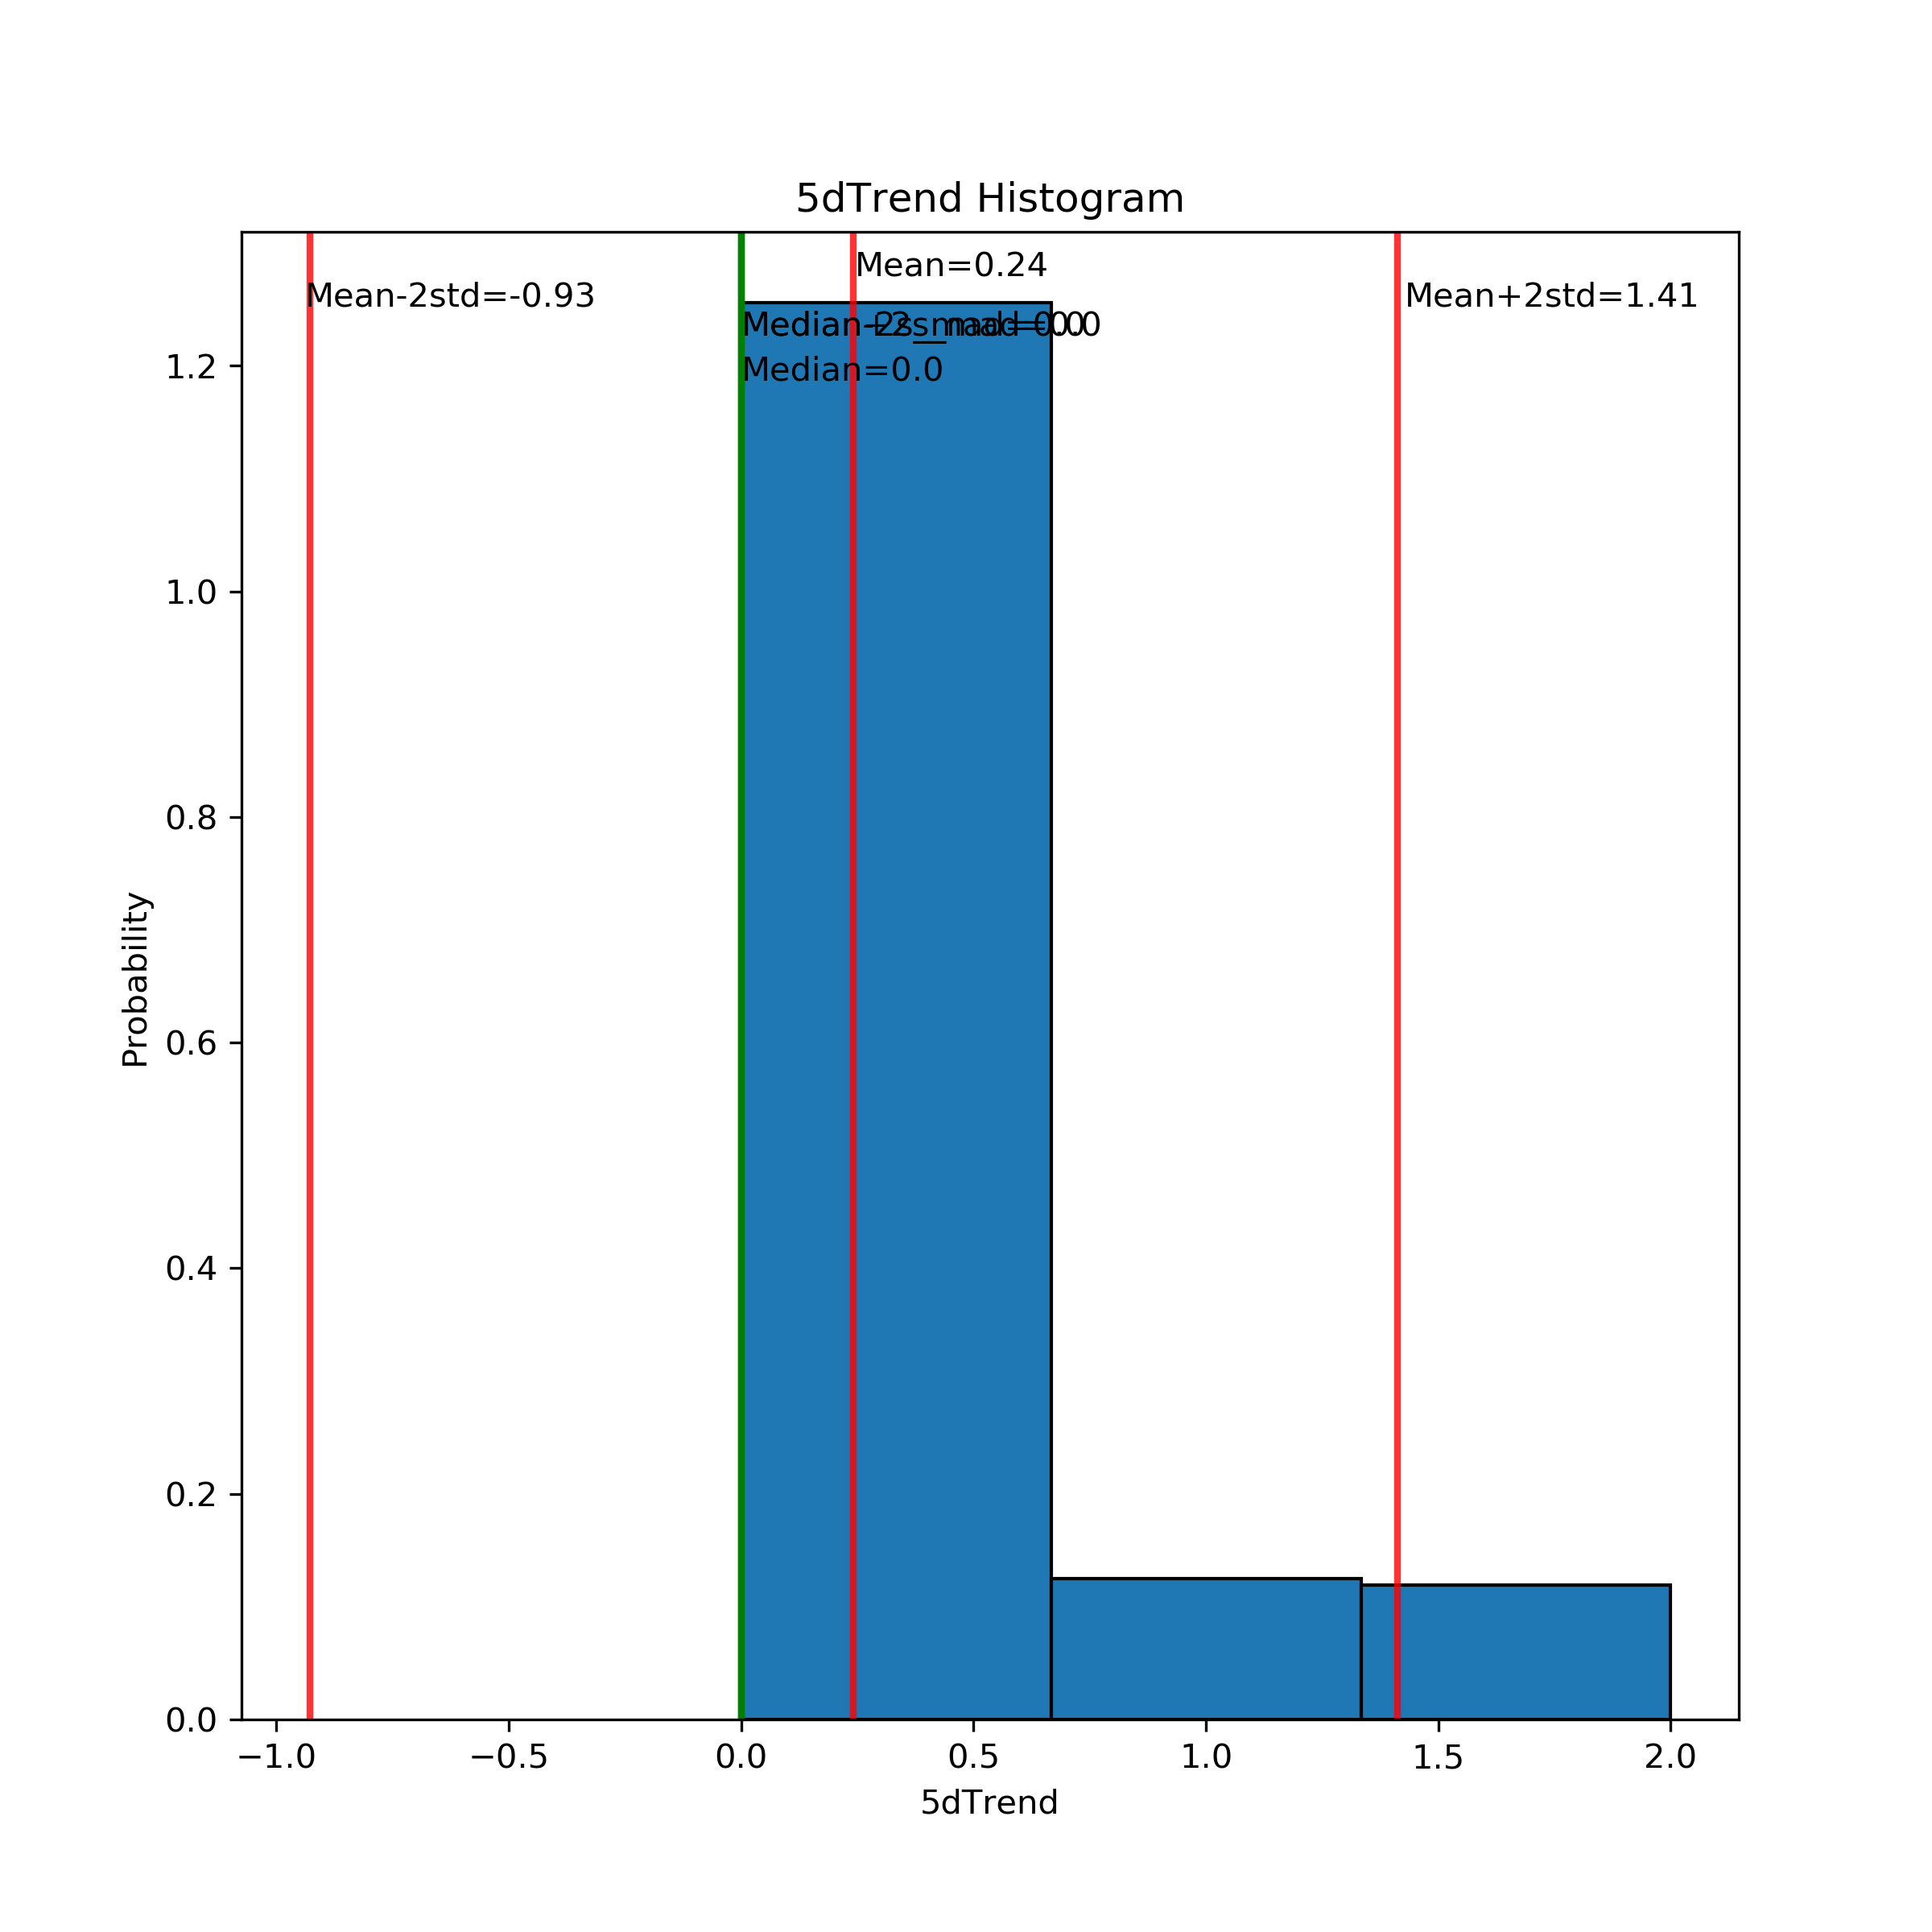 5dTrend Histogram
Mean=0.24
Mean-2std=-0.93
Mean+2std=1.41
Median=0.0
1.2
1.0
0.8
0.6
0.4
0.2
0.0
Probability
−1.0 −0.5 0.0 0.5 1.0 1.5 2.0
5dTrend